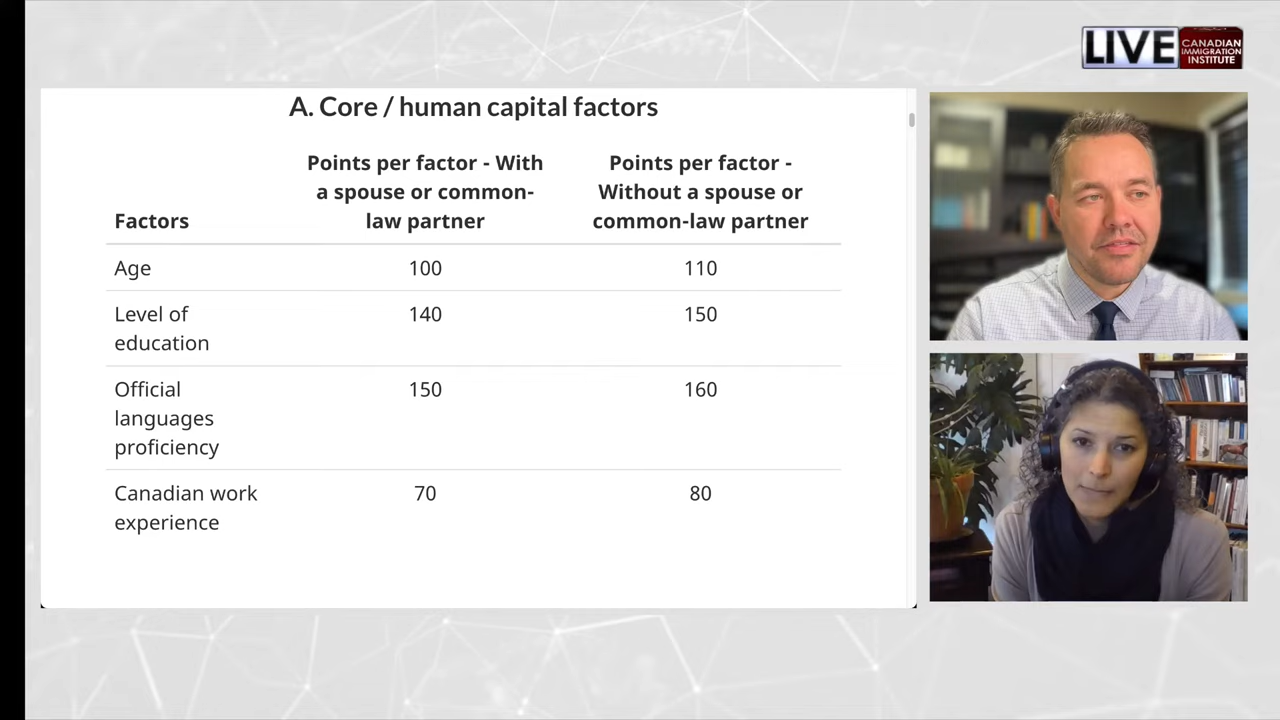 LIVE
CANADIAN
IMMIGRATION
INSTITUTE
A. Core / human capital factors
Factors
Points per factor - With
a spouse or common-
law partner
Points per factor -
Without a spouse or
common-law partner
Age
100
110
Level of
education
140
150
Official
languages
proficiency
150
160
Canadian work
experience
70
80